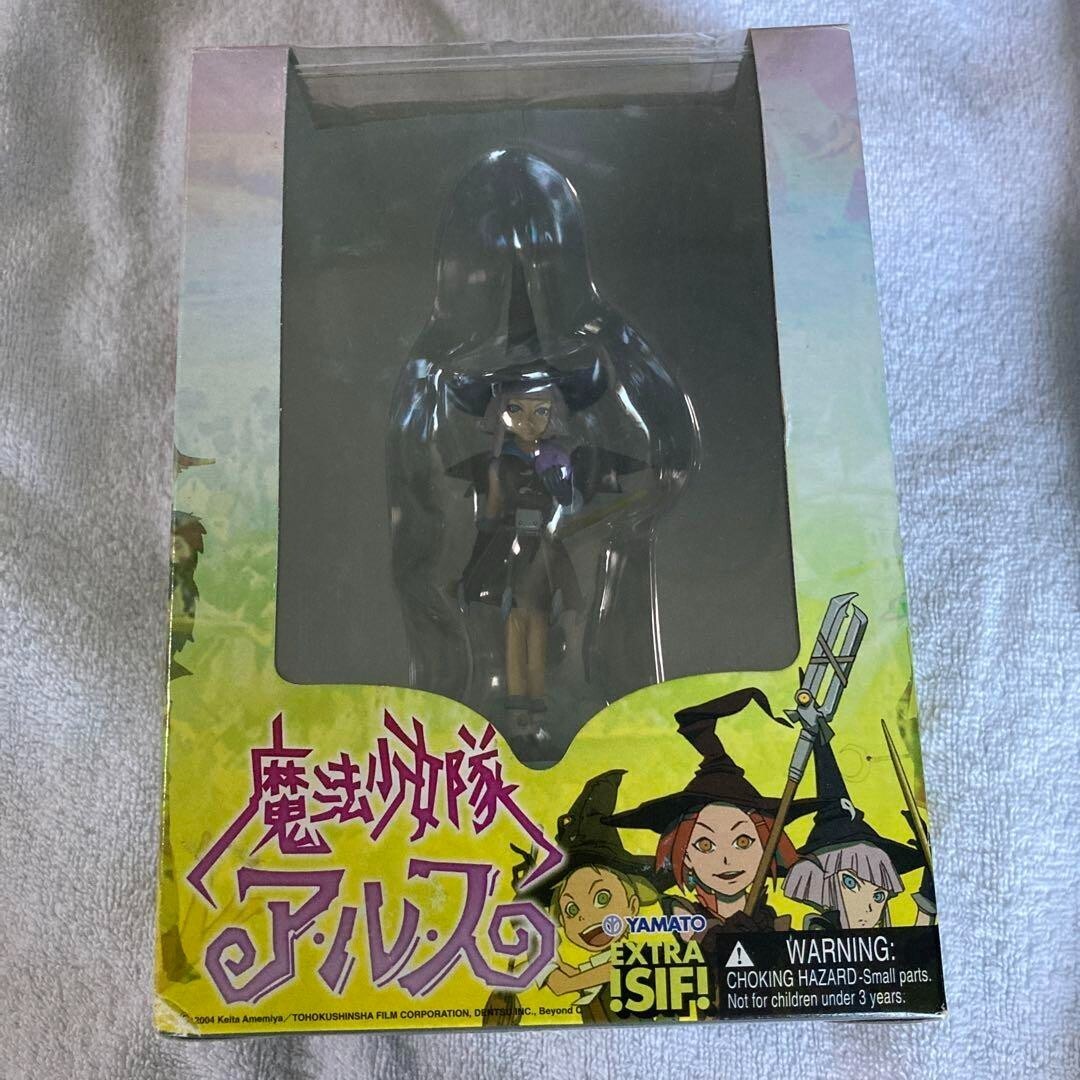 魔法少女隊
ア・ル・ス
YAMATO
EXTRA
!SIF!
WARNING:
CHOKING HAZARD-Small parts.
Not for children under 3 years.
2004 Keita Amemiya/TOHOKUSHINSHA FILM CORPORATION, DENTSU INC., Beyond C